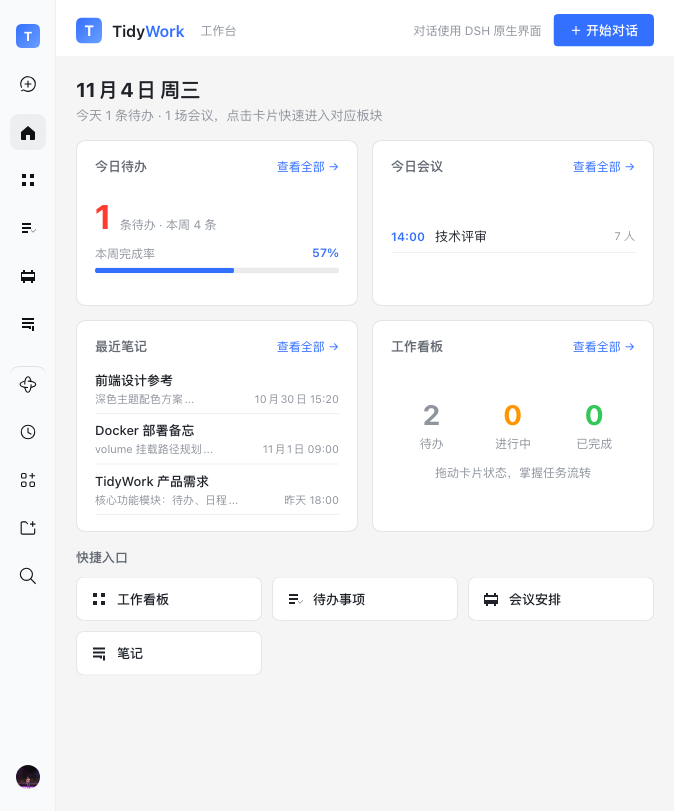 T
T TidyWork 工作台 对话使用 DSH 原生界面 + 开始对话
11月4日 周三
今天 1 条待办 · 1 场会议，点击卡片快速进入对应板块
今日待办 查看全部 →
1 条待办 · 本周 4 条
本周完成率 57%
今日会议 查看全部 →
14:00 技术评审 7 人
最近笔记 查看全部 →
前端设计参考
深色主题配色方案... 10月30日 15:20
Docker 部署备忘
volume 挂载路径规划... 11月1日 09:00
TidyWork 产品需求
核心功能模块：待办、日程... 昨天 18:00
工作看板 查看全部 →
2 0 0
待办 进行中 已完成
拖动卡片状态，掌握任务流转
快捷入口
工作看板 待办事项 会议安排
笔记